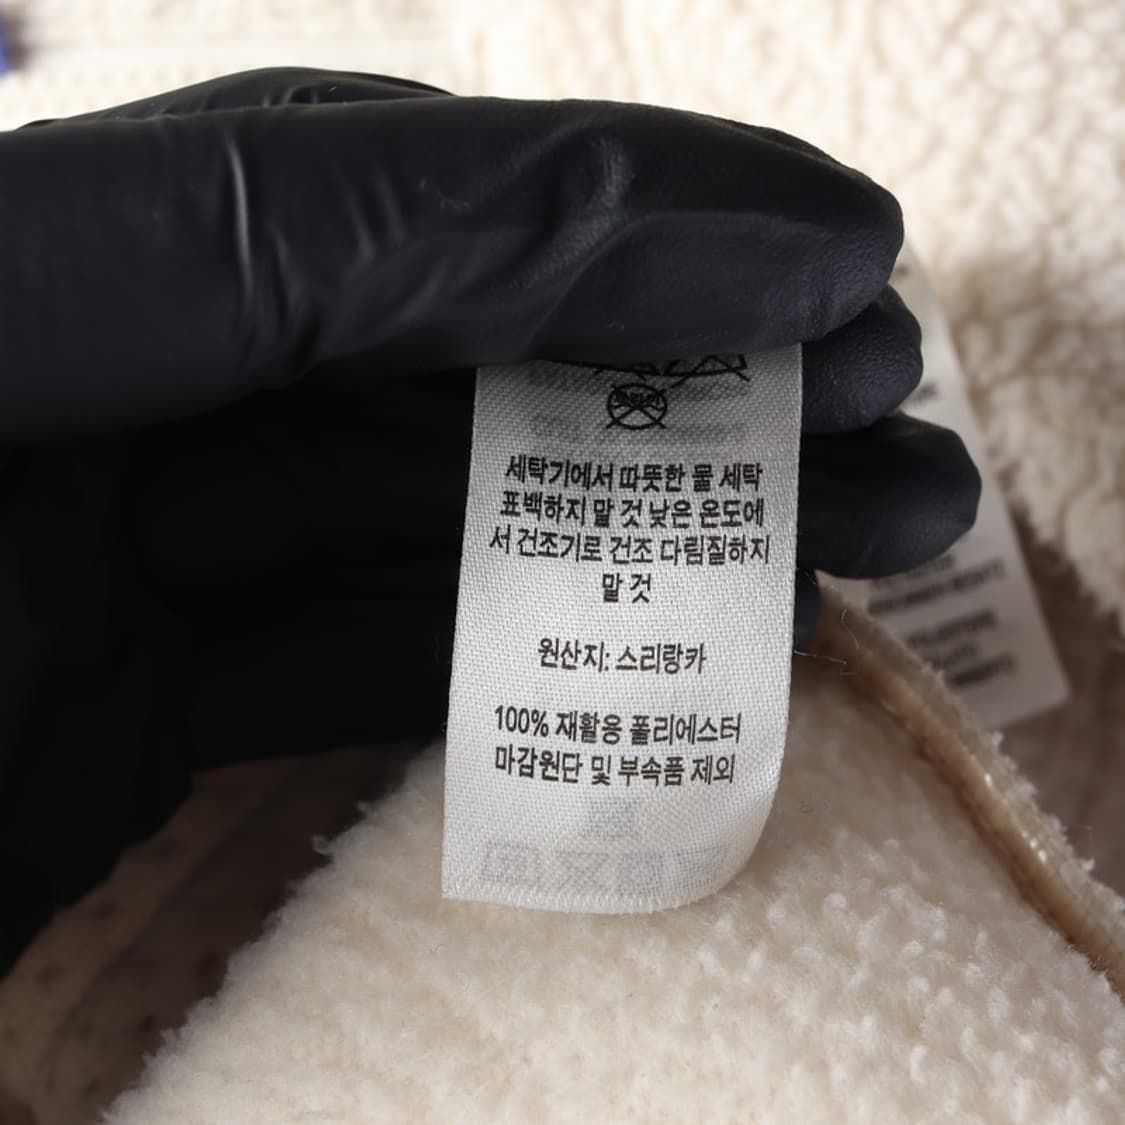 세탁기에서 따뜻한 물 세탁
표백하지 말 것 낮은 온도에
서 건조기로 건조 다림질하지
말 것
원산지: 스리랑카
100% 재활용 폴리에스터
마감원단 및 부속품 제외